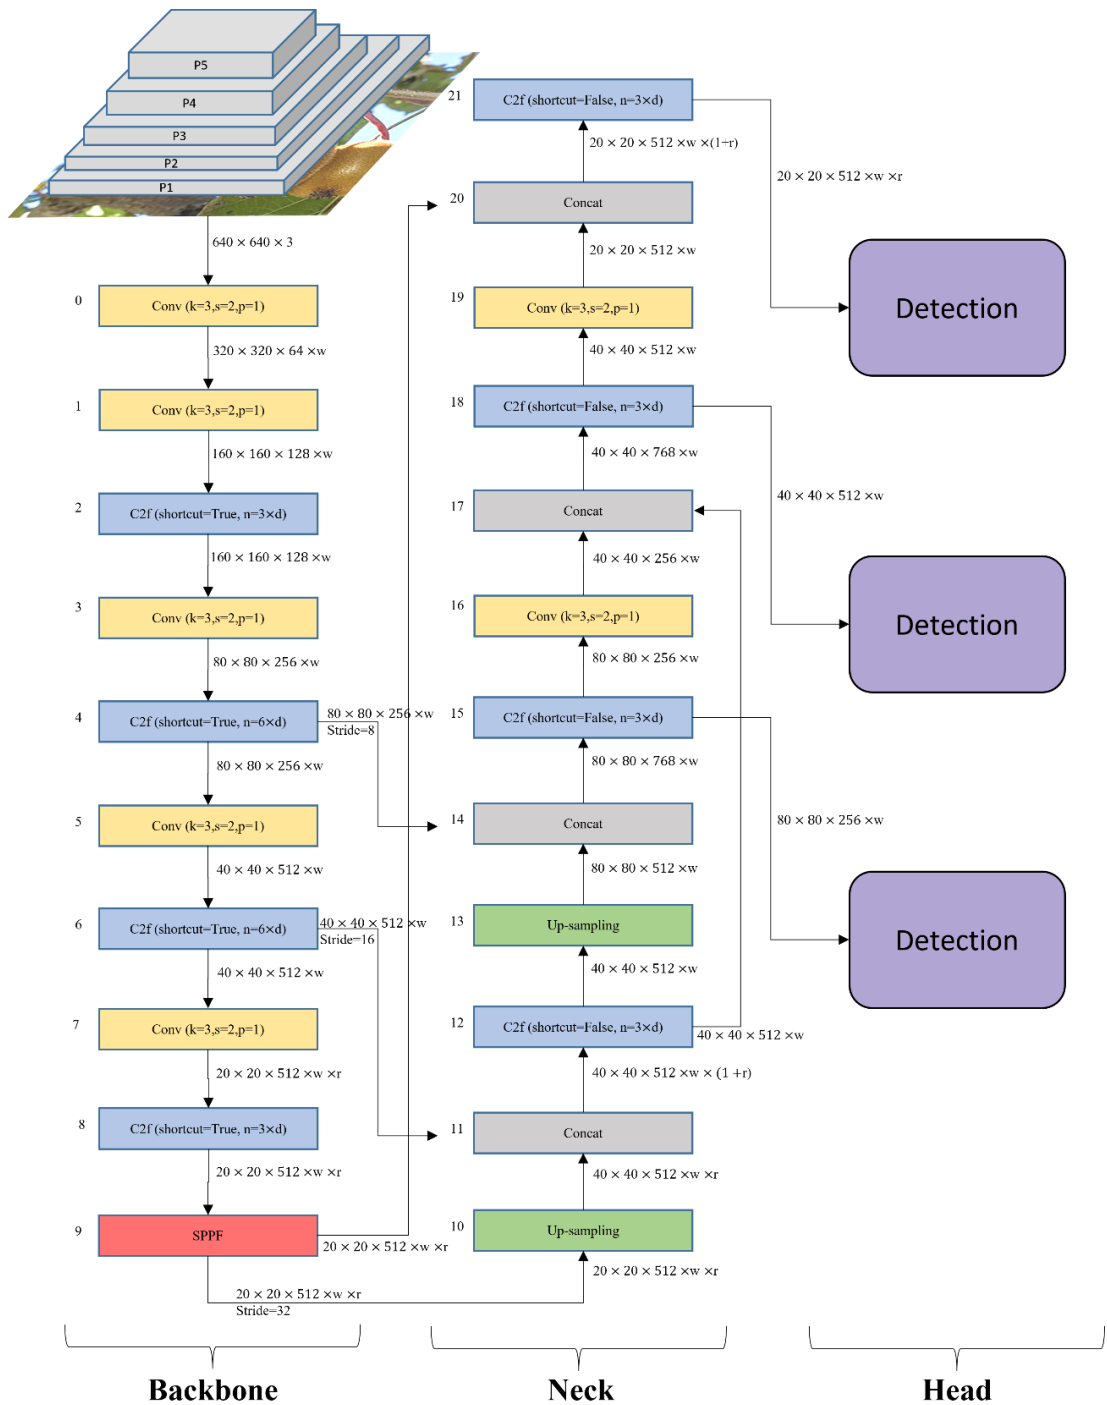 P5
P4
P3
P2
P1
640 × 640 × 3
0
Conv (k=3,s=2,p=1)
320 × 320 × 64 ×w
1
Conv (k=3,s=2,p=1)
160 × 160 × 128 ×w
2
C2f (shortcut=True, n=3×d)
160 × 160 × 128 ×w
3
Conv (k=3,s=2,p=1)
80 × 80 × 256 ×w
4
C2f (shortcut=True, n=6×d)
80 × 80 × 256 ×w
Stride=8
80 × 80 × 256 ×w
5
Conv (k=3,s=2,p=1)
40 × 40 × 512 ×w
6
C2f (shortcut=True, n=6×d)
40 × 40 × 512 ×w
Stride=16
40 × 40 × 512 ×w
7
Conv (k=3,s=2,p=1)
20 × 20 × 512 ×w ×r
8
C2f (shortcut=True, n=3×d)
20 × 20 × 512 ×w ×r
9
SPPF
20 × 20 × 512 ×w ×r
20 × 20 × 512 ×w ×r
Stride=32
Backbone
21
C2f (shortcut=False, n=3×d)
20 × 20 × 512 ×w ×(1+r)
20
Concat
20 × 20 × 512 ×w
19
Conv (k=3,s=2,p=1)
40 × 40 × 512 ×w
18
C2f (shortcut=False, n=3×d)
40 × 40 × 768 ×w
17
Concat
40 × 40 × 256 ×w
16
Conv (k=3,s=2,p=1)
80 × 80 × 256 ×w
15
C2f (shortcut=False, n=3×d)
80 × 80 × 768 ×w
14
Concat
80 × 80 × 512 ×w
13
Up-sampling
40 × 40 × 512 ×w
12
C2f (shortcut=False, n=3×d)
40 × 40 × 512 ×w
40 × 40 × 512 ×w × (1 +r)
11
Concat
40 × 40 × 512 ×w ×r
10
Up-sampling
20 × 20 × 512 ×w ×r
Neck
20 × 20 × 512 ×w ×r
Detection
40 × 40 × 512 ×w
Detection
80 × 80 × 256 ×w
Detection
Head